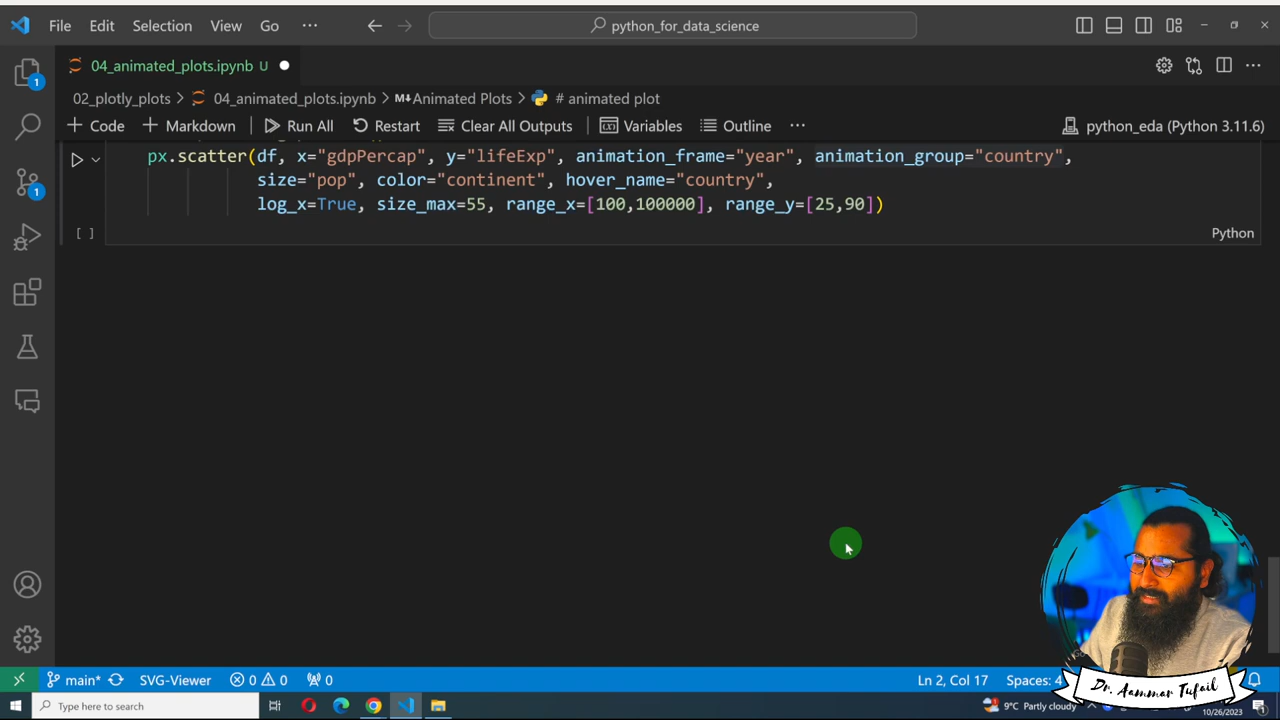 File Edit Selection View Go ··· python_for_data_science
04_animated_plots.ipynb U
02_plotly_plots > 04_animated_plots.ipynb > M↓Animated Plots > # animated plot
+ Code + Markdown Run All Restart Clear All Outputs Variables Outline ··· python_eda (Python 3.11.6)
px.scatter(df, x="gdpPercap", y="lifeExp", animation_frame="year", animation_group="country",
size="pop", color="continent", hover_name="country",
log_x=True, size_max=55, range_x=[100,100000], range_y=[25,90])
[ ] Python
1
1
Dr. Aammar Tufail
main* SVG-Viewer 0 0 0 Ln 2, Col 17 Spaces: 4
Type here to search 9°C Partly cloudy 10/26/2023